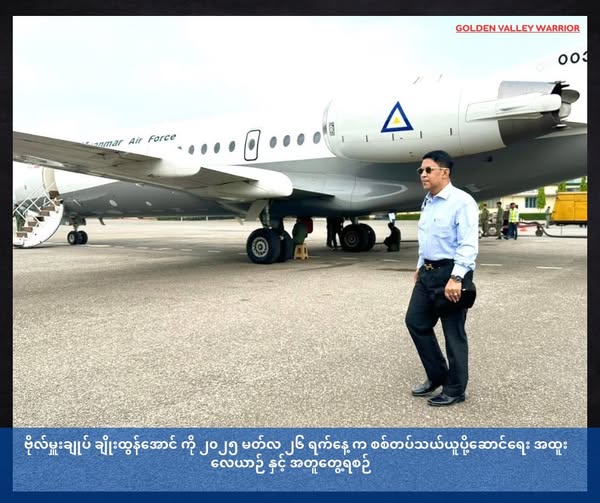 GOLDEN VALLEY WARRIOR
003
Myanmar Air Force
ဗိုလ်မှူးချုပ် ချိုးထွန်အောင် ကို ၂၀၂၅ မတ်လ ၂၆ ရက်နေ့ က စစ်တပ်သယ်ယူပို့ဆောင်ရေး အထူး
လေယာဉ် နှင့် အတူတွေ့ရစဉ်